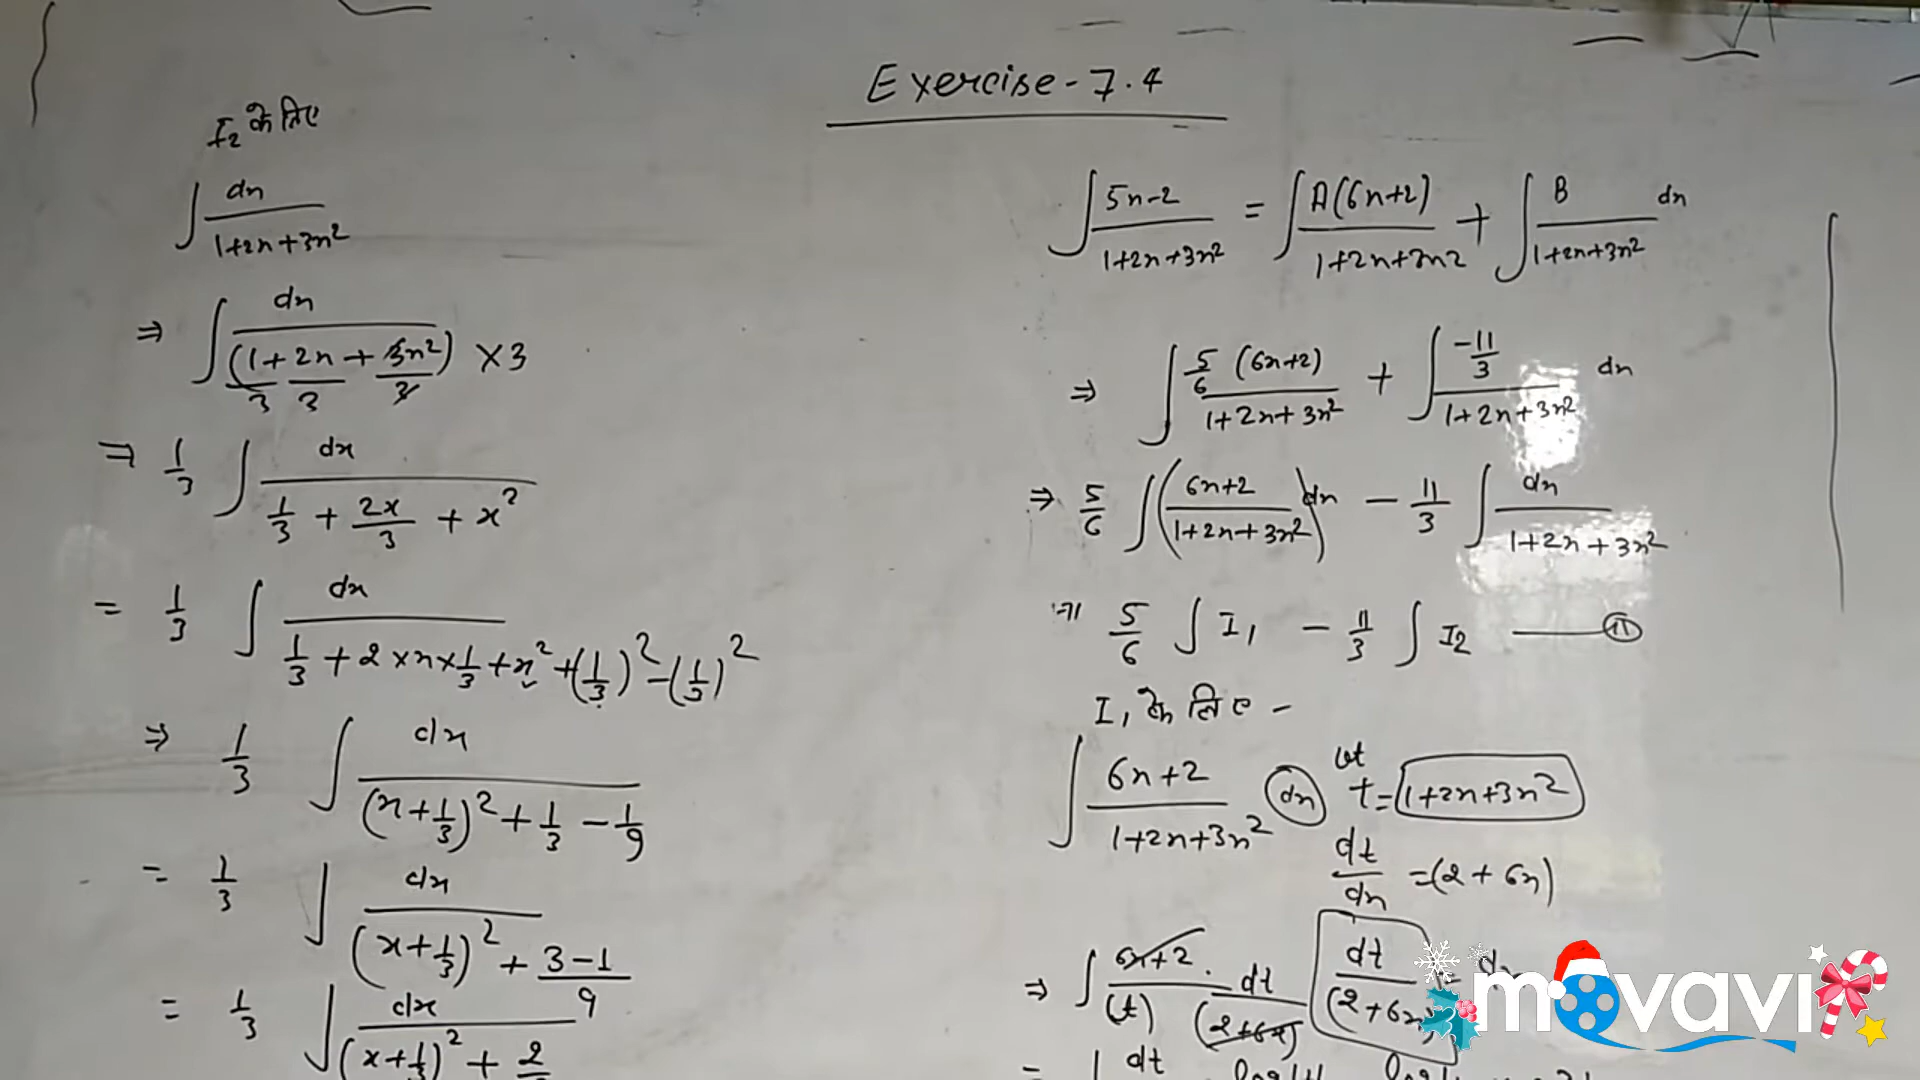 Exercise-7.4
I₂ के लिए
∫ dx/(1+2x+3x²)
⇒ ∫ dx/((1/3+2x/3+3x²/3)×3)
⇒ 1/3 ∫ dx/(1/3 + 2x/3 + x²)
= 1/3 ∫ dx/(1/3+2×x×1/3+x²+(1/3)²-(1/3)²)
⇒ 1/3 ∫ dx/((x+1/3)²+1/3-1/9)
= 1/3 ∫ dx/((x+1/3)²+(3-1)/9)
= 1/3 ∫ dx/((x+1/3)²+2
∫ (5x-2)/(1+2x+3x²) = ∫ A(6x+2)/(1+2x+3x2) + ∫ B/(1+2x+3x²) dx
⇒ ∫ 5/6 (6x+2)/(1+2x+3x²) + ∫ (-11/3)/(1+2x+3x²) dx
⇒ 5/6 ∫ ((6x+2)/(1+2x+3x²))dx - 11/3 ∫ dx/(1+2x+3x²)
⇒ 5/6 ∫ I₁ - 11/3 ∫ I₂ — (II)
I₁ के लिए -
∫ (6x+2)/(1+2x+3x²) dx let t=1+2x+3x²
dt/dx =(2+6x)
⇒ ∫ (6x+2)/(t) · dt/(2+6x) dt/(2+6x) = dx
= ∫ dt
movavi